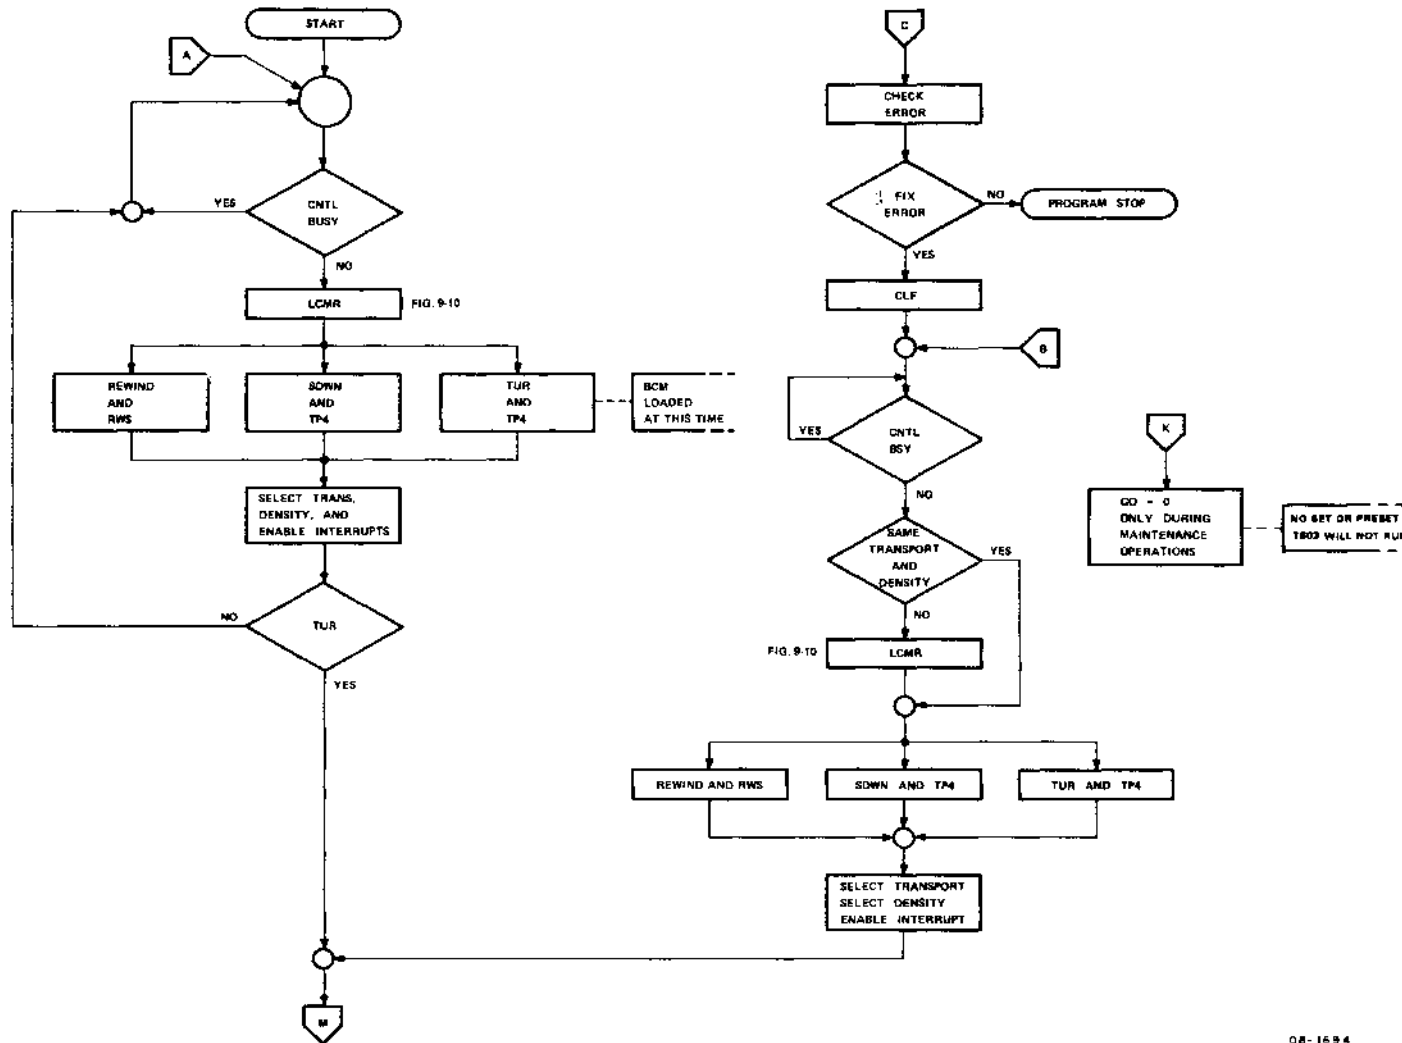 START
A
CNTL
BUSY
YES
NO
LCMR
FIG. 9-10
REWIND
AND
RWS
SDWN
AND
TP4
TUR
AND
TP4
BCM
LOADED
AT THIS TIME
SELECT TRANS,
DENSITY, AND
ENABLE INTERRUPTS
TUR
NO
YES
M
C
CHECK
ERROR
FIX
ERROR
NO
PROGRAM STOP
YES
CLF
B
CNTL
BSY
YES
NO
SAME
TRANSPORT
AND
DENSITY
YES
NO
FIG. 9-10
LCMR
REWIND AND RWS
SDWN AND TP4
TUR AND TP4
SELECT TRANSPORT
SELECT DENSITY
ENABLE INTERRUPT
K
GO = 0
ONLY DURING
MAINTENANCE
OPERATIONS
NO SET OR PRESET
WILL NOT
08-1694